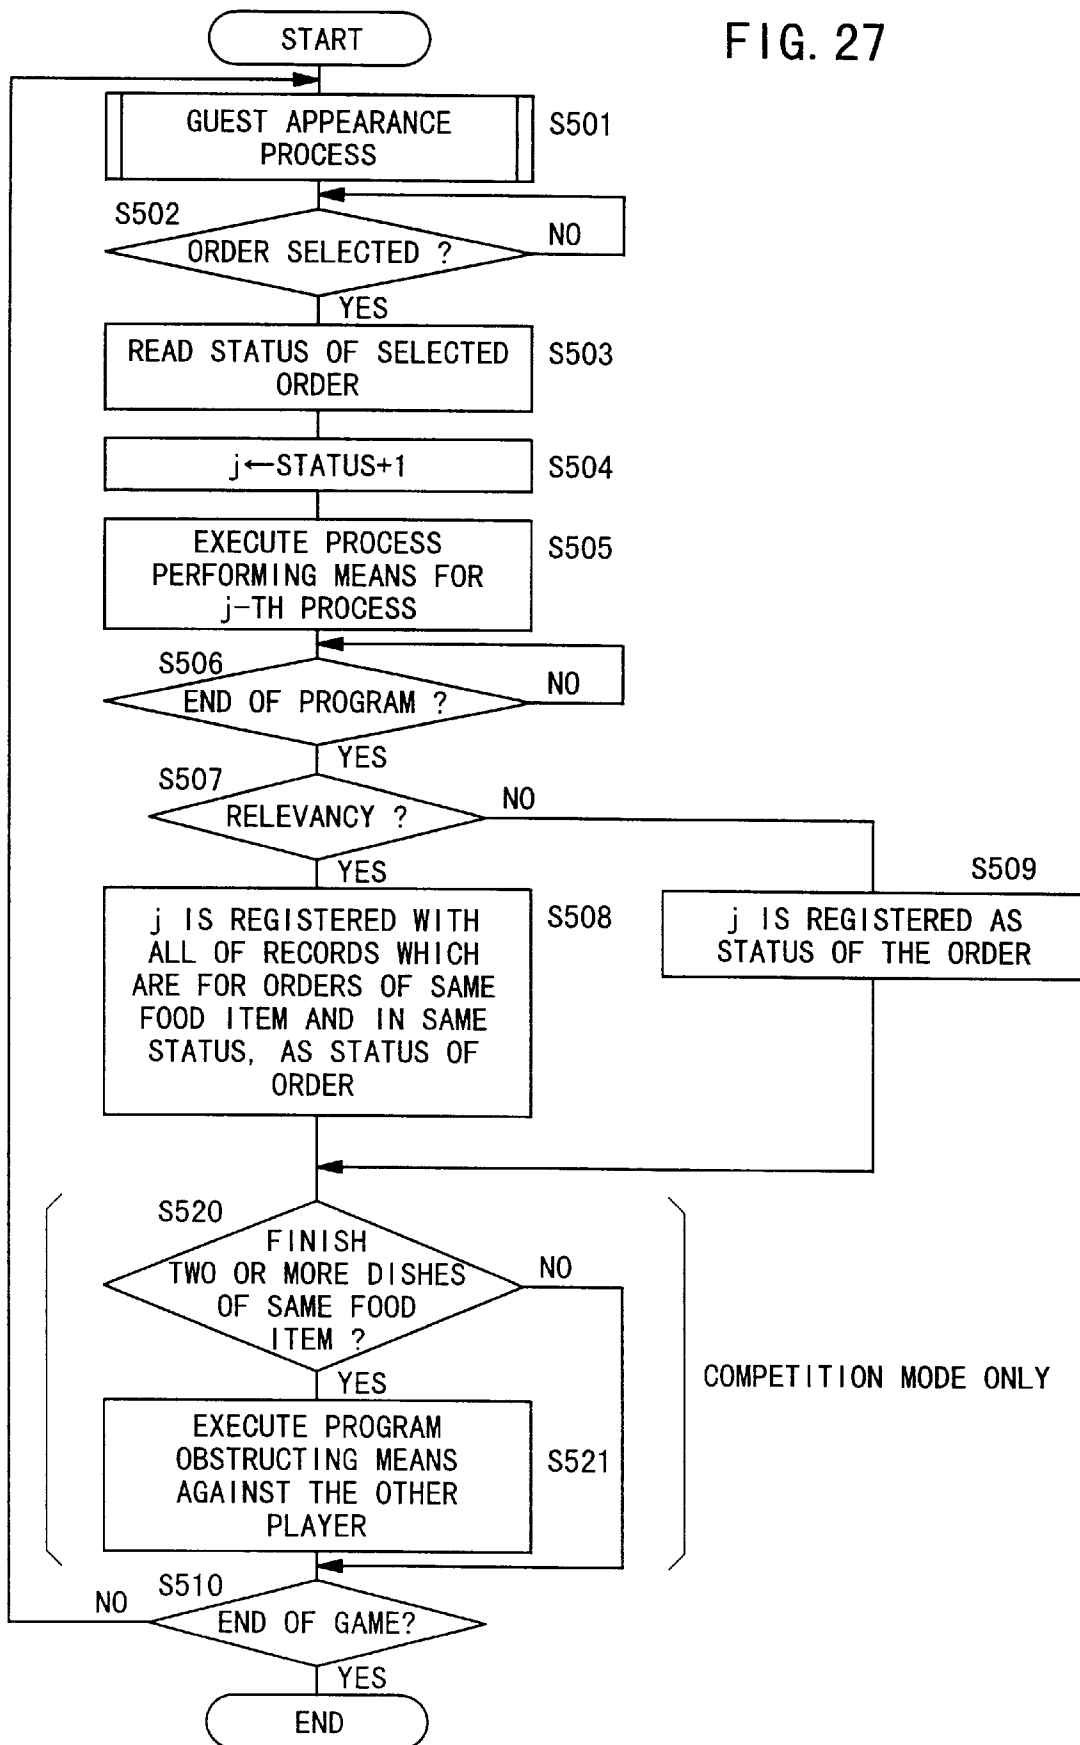 START
FIG. 27
GUEST APPEARANCE
PROCESS
S501
S502
ORDER SELECTED ?
NO
YES
READ STATUS OF SELECTED
ORDER
S503
j←STATUS+1
S504
EXECUTE PROCESS
PERFORMING MEANS FOR
j-TH PROCESS
S505
S506
END OF PROGRAM ?
NO
YES
S507
RELEVANCY ?
NO
YES
j IS REGISTERED WITH
ALL OF RECORDS WHICH
ARE FOR ORDERS OF SAME
FOOD ITEM AND IN SAME
STATUS, AS STATUS OF
ORDER
S508
S509
j IS REGISTERED AS
STATUS OF THE ORDER
S520
FINISH
TWO OR MORE DISHES
OF SAME FOOD
ITEM ?
NO
YES
COMPETITION MODE ONLY
EXECUTE PROGRAM
OBSTRUCTING MEANS
AGAINST THE OTHER
PLAYER
S521
S510
NO
END OF GAME?
YES
END